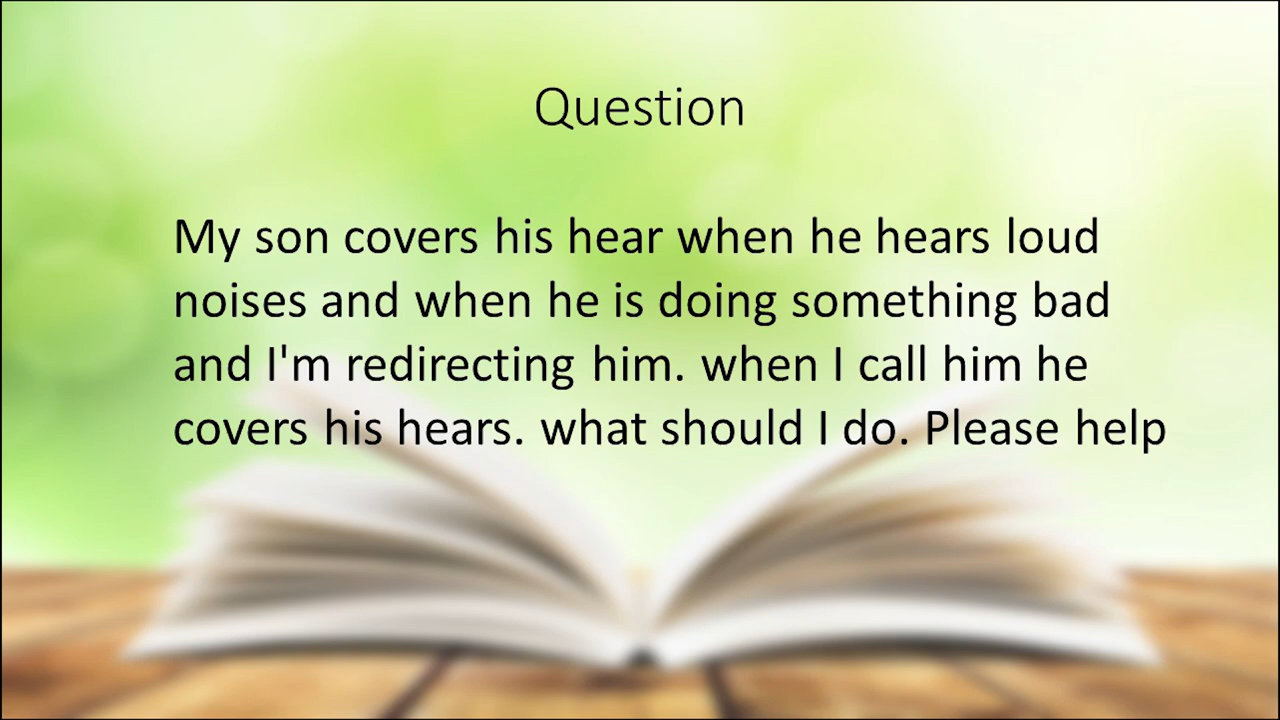 Question
My son covers his hear when he hears loud
noises and when he is doing something bad
and I'm redirecting him. when I call him he
covers his hears. what should I do. Please help